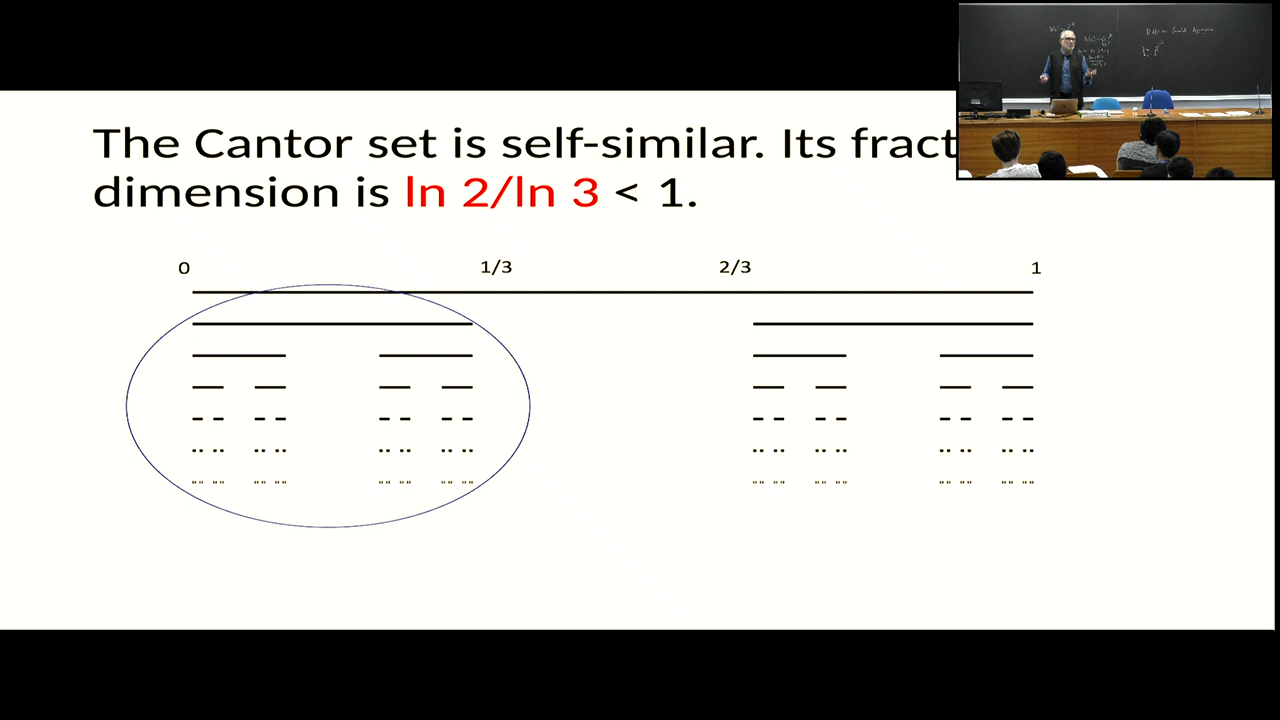 The Cantor set is self-similar. Its fract
dimension is ln 2/ln 3 < 1.
0 1/3 2/3 1